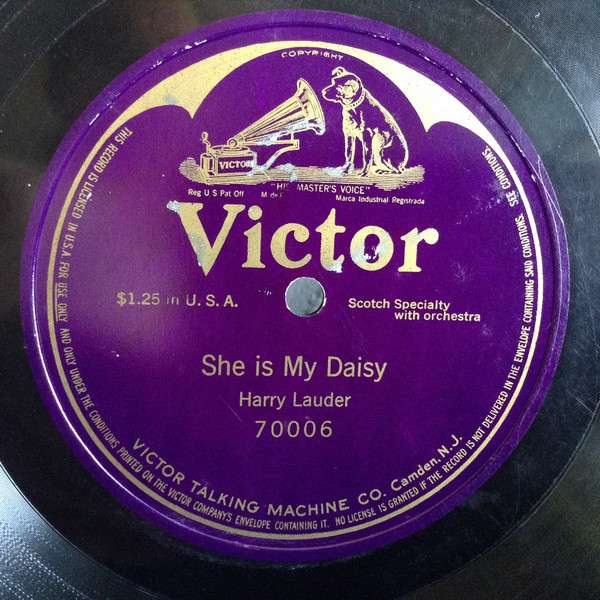 COPYRIGHT
VICTOR
"HIS MASTER'S VOICE"
Reg U S Pat Off M de F Marca Industrial Registrada
Victor
$1.25 in U. S. A.
Scotch Specialty
with orchestra
She is My Daisy
Harry Lauder
70006
VICTOR TALKING MACHINE CO. Camden. N.J.
THIS RECORD IS LICENSED IN U.S.A FOR USE ONLY AND ONLY UNDER THE CONDITIONS PRINTED ON THE VICTOR COMPANY'S ENVELOPE CONTAINING IT. NO LICENSE IS GRANTED IF THE RECORD IS NOT DELIVERED IN THE ENVELOPE CONTAINING SAID CONDITIONS. SEE CONDITIONS.